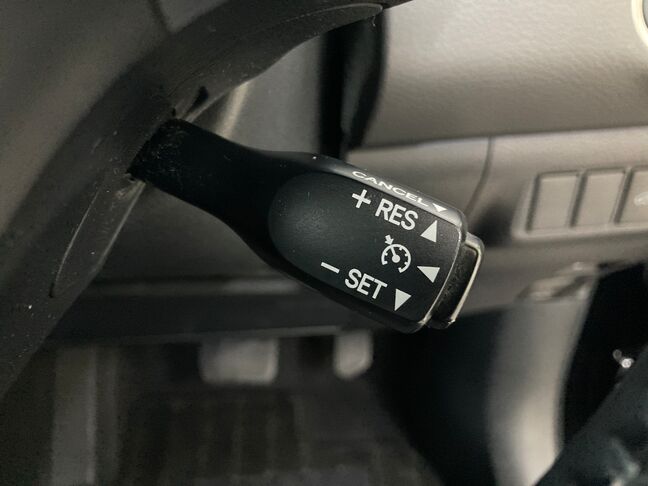 CANCEL
+ RES
– SET